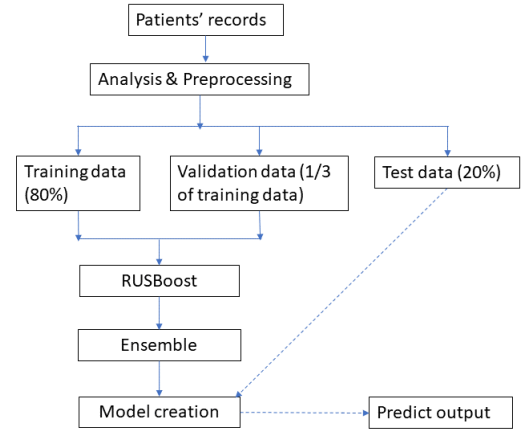 Patients' records
Analysis & Preprocessing
Training data
(80%)
Validation data (1/3
of training data)
Test data (20%)
RUSBoost
Ensemble
Model creation
Predict output